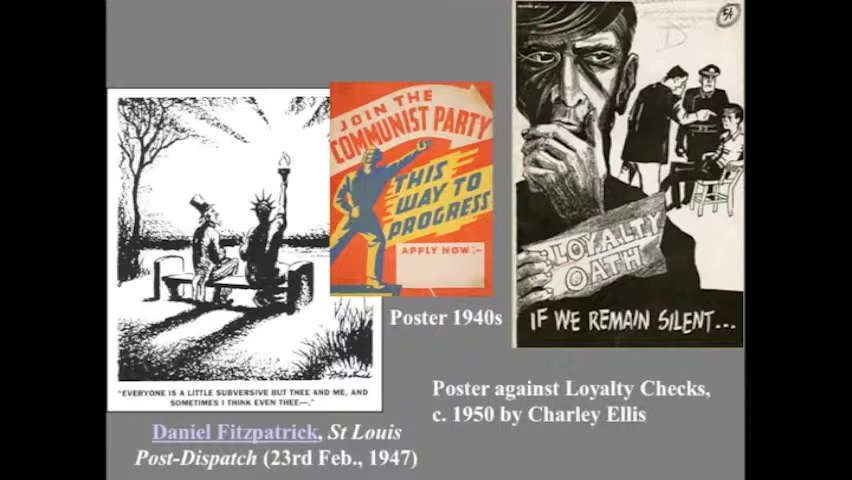 "EVERYONE IS A LITTLE SUBVERSIVE BUT THEE AND ME, AND
SOMETIMES I THINK EVEN THEE—."
Daniel Fitzpatrick, St Louis
Post-Dispatch (23rd Feb., 1947)
JOIN THE
COMMUNIST PARTY
THIS
WAY TO
PROGRESS
APPLY NOW:-
Poster 1940s
5¢
LOYALTY
OATH
IF WE REMAIN SILENT...
Poster against Loyalty Checks,
c. 1950 by Charley Ellis